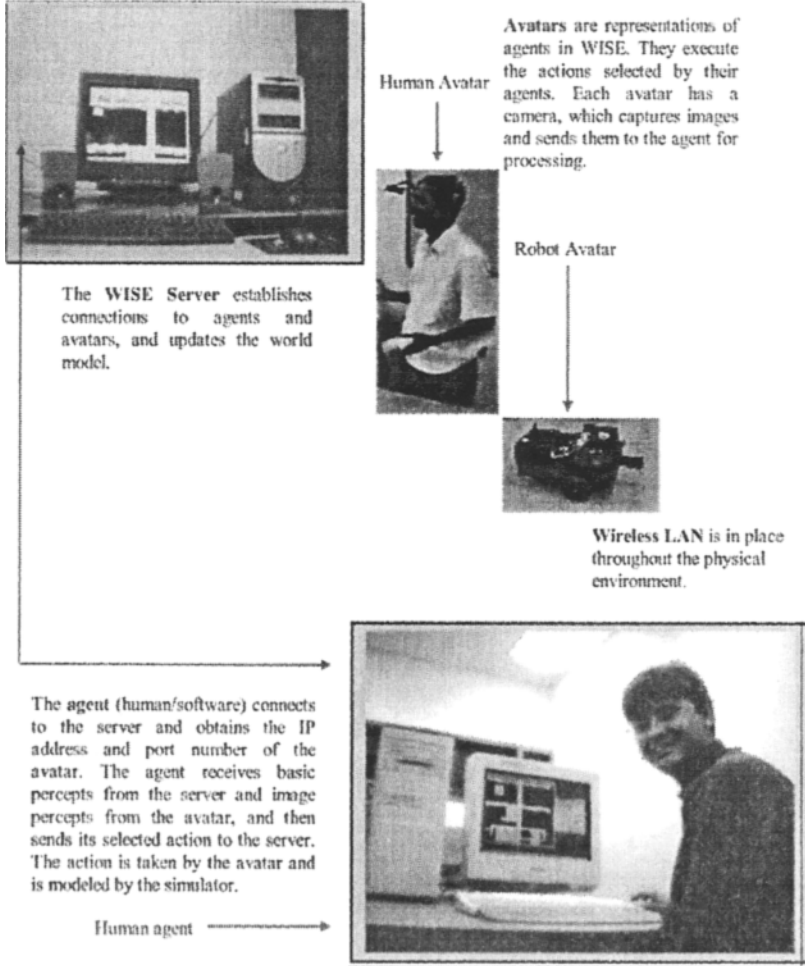 Avatars are representations of
agents in WISE. They execute
the actions selected by their
agents. Each avatar has a
camera, which captures images
and sends them to the agent for
processing.
Human Avatar
Robot Avatar
The WISE Server establishes
connections to agents and
avatars, and updates the world
model.
Wireless LAN is in place
throughout the physical
environment.
The agent (human/software) connects
to the server and obtains the IP
address and port number of the
avatar. The agent receives basic
percepts from the server and image
percepts from the avatar, and then
sends its selected action to the server.
The action is taken by the avatar and
is modeled by the simulator.
Human agent